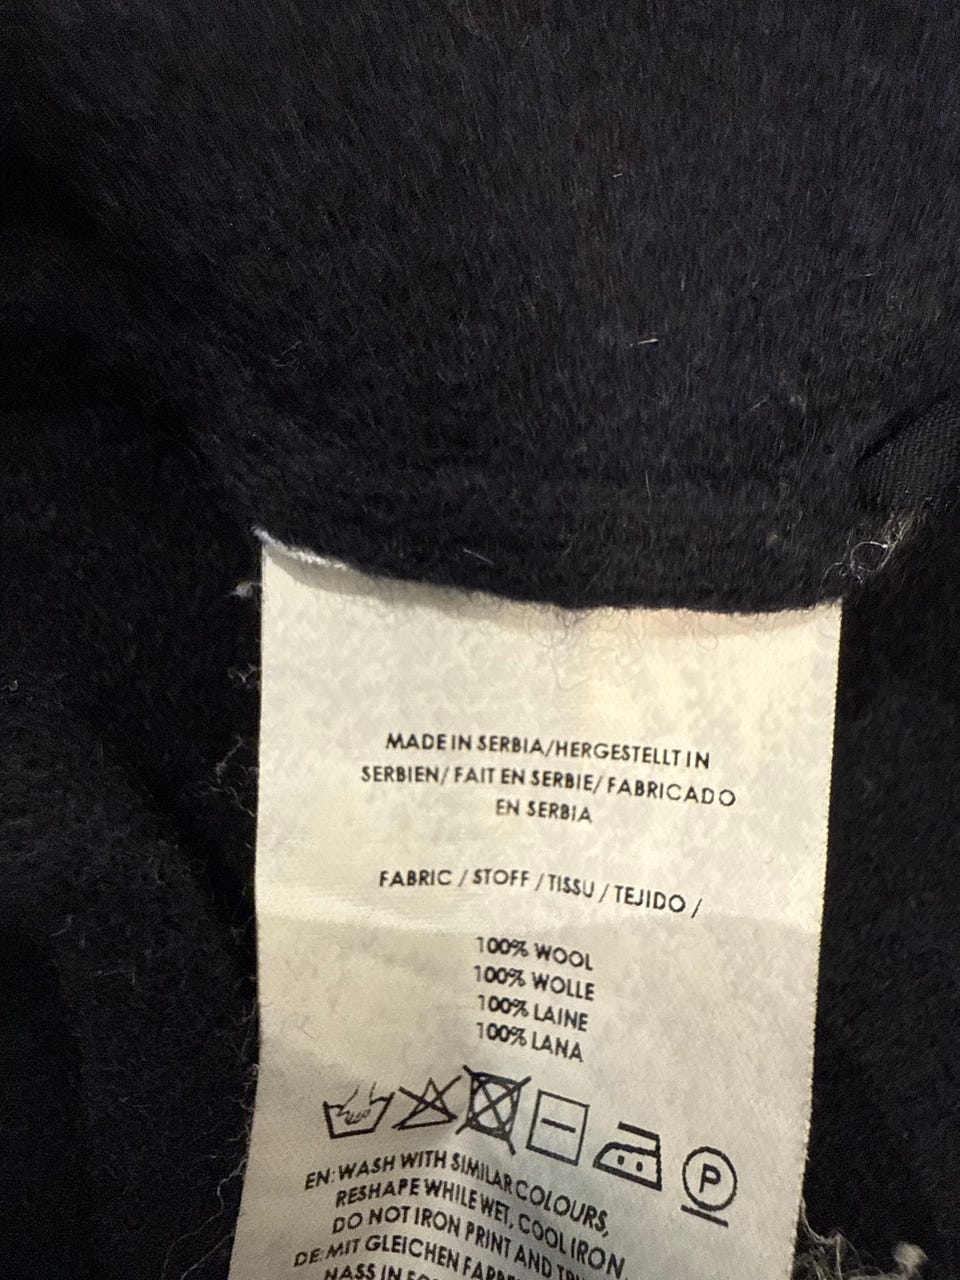 MADE IN SERBIA/HERGESTELLT IN
SERBIEN/ FAIT EN SERBIE/ FABRICADO
EN SERBIA
FABRIC / STOFF / TISSU / TEJIDO /
100% WOOL
100% WOLLE
100% LAINE
100% LANA
P
EN: WASH WITH SIMILAR COLOURS,
RESHAPE WHILE WET, COOL IRON,
DO NOT IRON PRINT AND
DE: MIT GLEICHEN
NASS IN